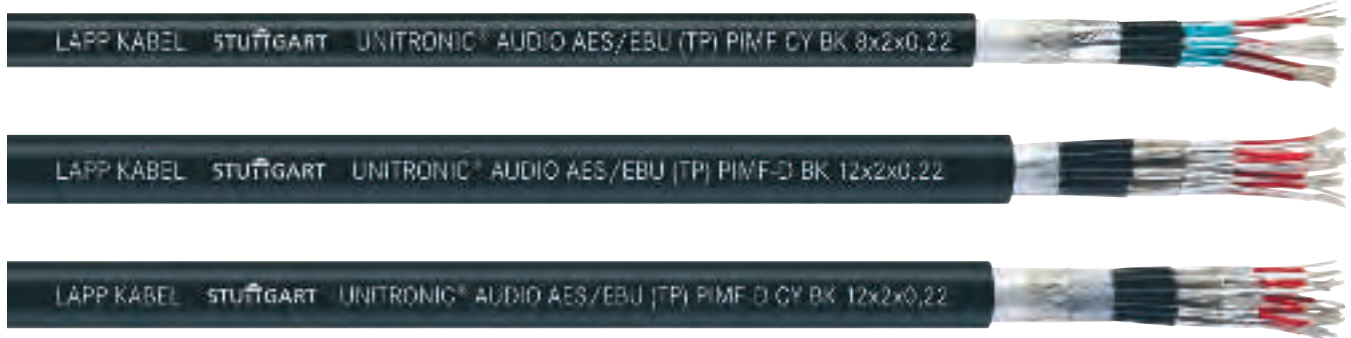 LAPP KABEL STUTTGART UNITRONIC® AUDIO AES/EBU (TP) PIMF CY BK 8x2x0,22
LAPP KABEL STUTTGART UNITRONIC® AUDIO AES/EBU (TP) PIMF-D BK 12x2x0,22
LAPP KABEL STUTTGART UNITRONIC® AUDIO AES/EBU (TP) PIMF-D CY BK 12x2x0,22